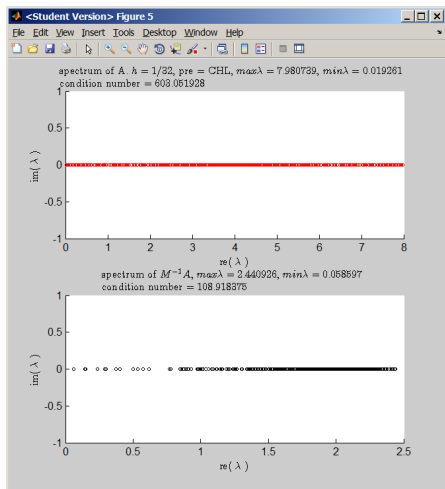 <Student Version> Figure 5
File Edit View Insert Tools Desktop Window Help
spectrum of A. h = 1/32, pre = CHL, maxλ = 7.980739, minλ = 0.019261
condition number = 603.051928
1
0.5
0
-0.5
-1
im( λ )
0 1 2 3 4 5 6 7 8
re( λ )
spectrum of M⁻¹A, maxλ = 2.440926, minλ = 0.058597
condition number = 108.918375
1
0.5
0
-0.5
-1
im( λ )
0 0.5 1 1.5 2 2.5
re( λ )